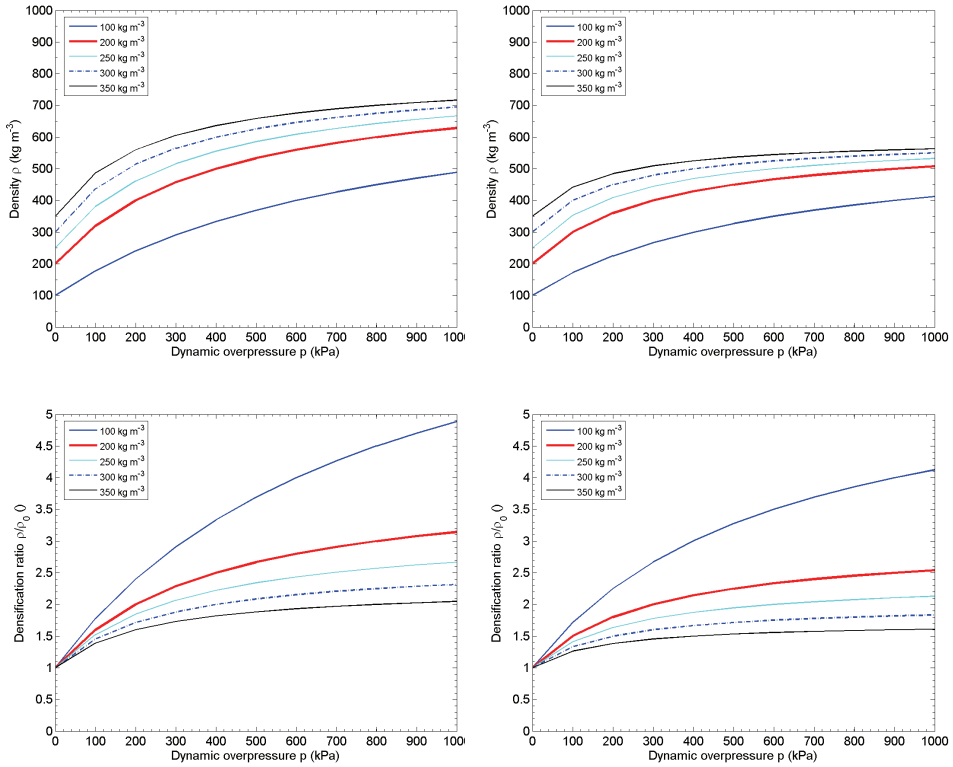 1000
900
800
700
600
500
400
300
200
100
0
Density ρ (kg m⁻³)
100 kg m⁻³
200 kg m⁻³
250 kg m⁻³
300 kg m⁻³
350 kg m⁻³
0 100 200 300 400 500 600 700 800 900 1000
Dynamic overpressure p (kPa)
1000
900
800
700
600
500
400
300
200
100
0
Density ρ (kg m⁻³)
100 kg m⁻³
200 kg m⁻³
250 kg m⁻³
300 kg m⁻³
350 kg m⁻³
0 100 200 300 400 500 600 700 800 900 1000
Dynamic overpressure p (kPa)
5
4.5
4
3.5
3
2.5
2
1.5
1
0.5
0
Densification ratio ρ/ρ₀ ()
100 kg m⁻³
200 kg m⁻³
250 kg m⁻³
300 kg m⁻³
350 kg m⁻³
0 100 200 300 400 500 600 700 800 900 1000
Dynamic overpressure p (kPa)
5
4.5
4
3.5
3
2.5
2
1.5
1
0.5
0
Densification ratio ρ/ρ₀ ()
100 kg m⁻³
200 kg m⁻³
250 kg m⁻³
300 kg m⁻³
350 kg m⁻³
0 100 200 300 400 500 600 700 800 900 1000
Dynamic overpressure p (kPa)